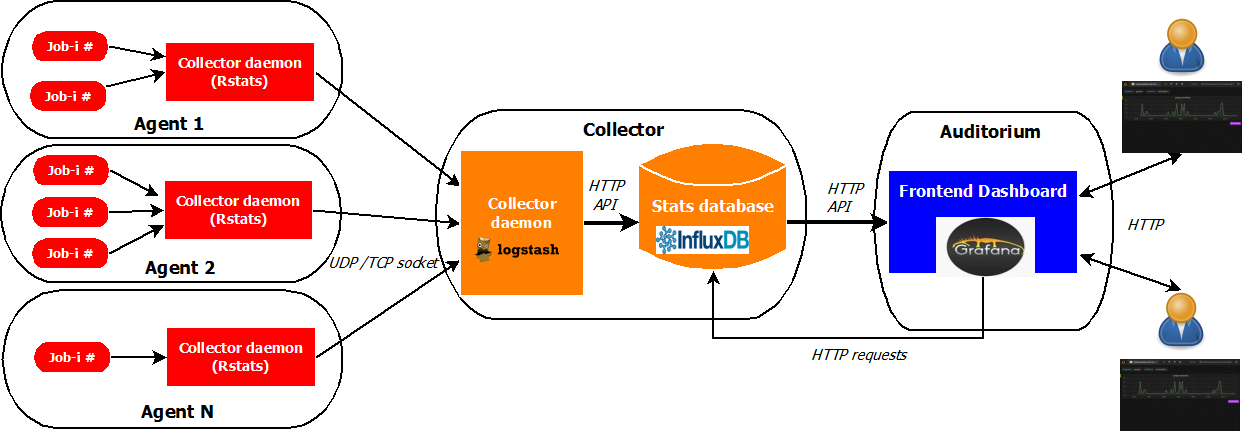 Job-i #
Job-i #
Collector daemon
(Rstats)
Agent 1
Job-i #
Job-i #
Job-i #
Collector daemon
(Rstats)
Agent 2
Job-i #
Collector daemon
(Rstats)
Agent N
UDP / TCP socket
Collector
Collector
daemon
logstash
HTTP
API
Stats database
InfluxDB
HTTP
API
Auditorium
Frontend Dashboard
Grafana
HTTP requests
HTTP